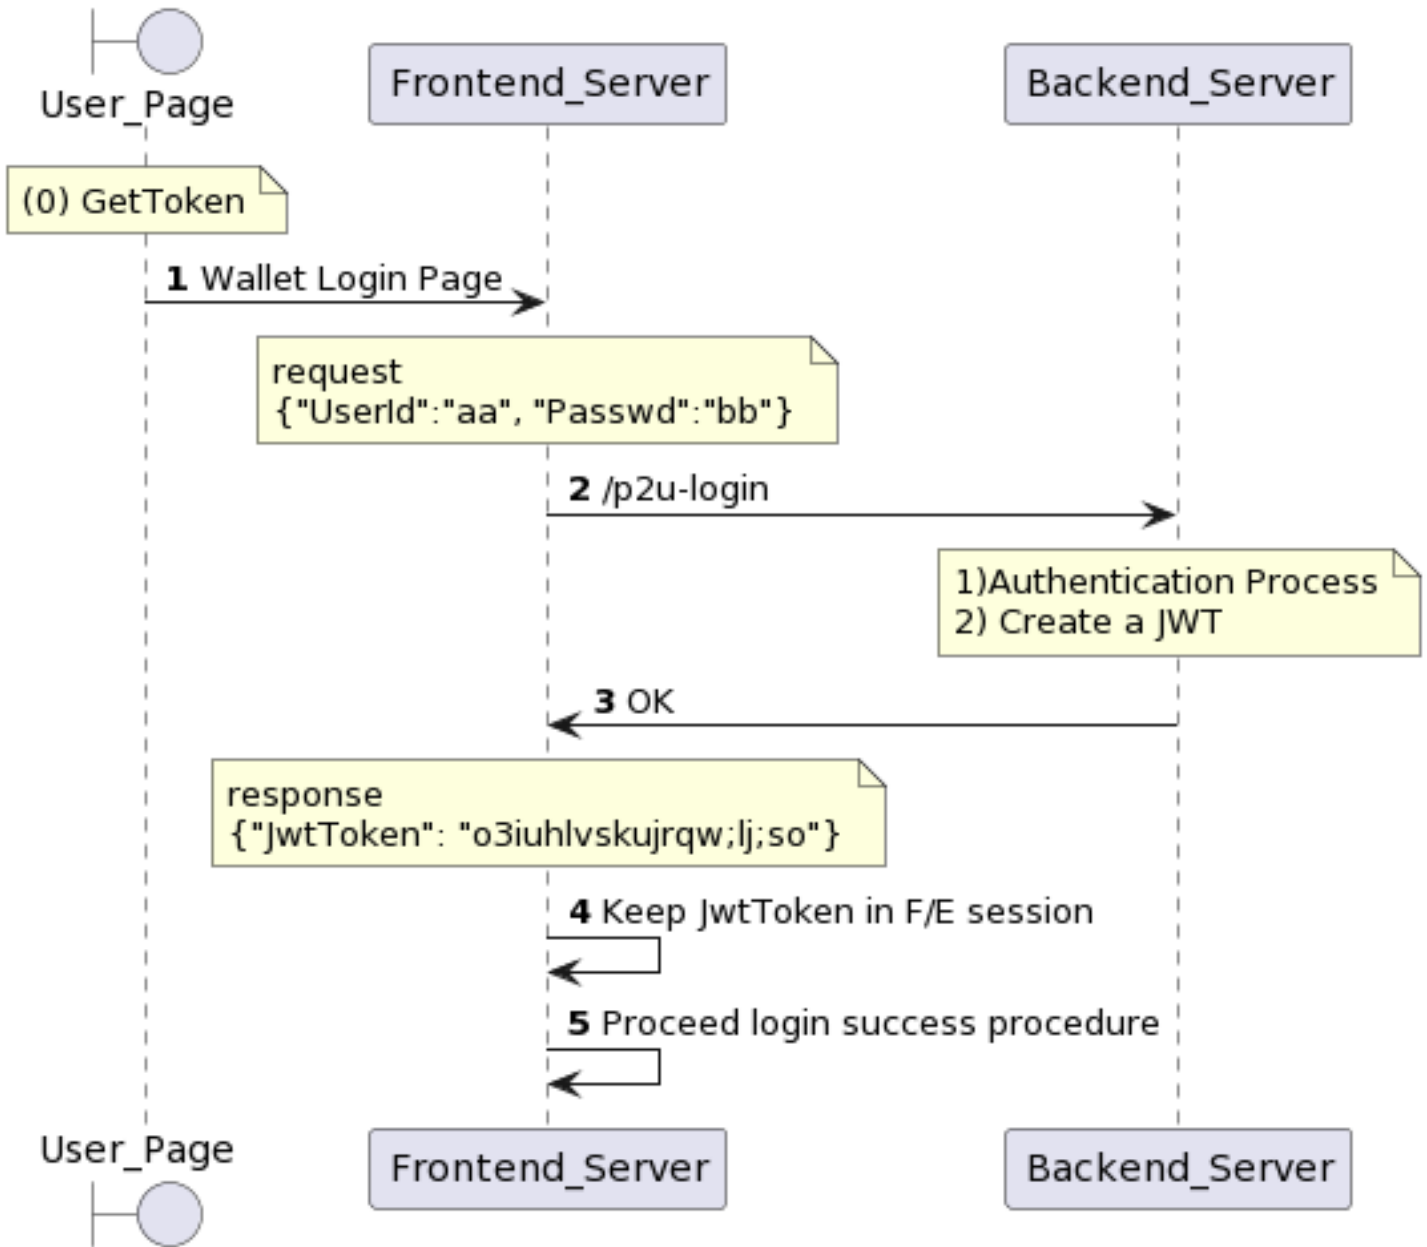 User_Page
Frontend_Server
Backend_Server
(0) GetToken
1 Wallet Login Page
request
{"UserId":"aa", "Passwd":"bb"}
2 /p2u-login
1)Authentication Process
2) Create a JWT
3 OK
response
{"JwtToken": "o3iuhlvskujrqw;lj;so"}
4 Keep JwtToken in F/E session
5 Proceed login success procedure
User_Page
Frontend_Server
Backend_Server